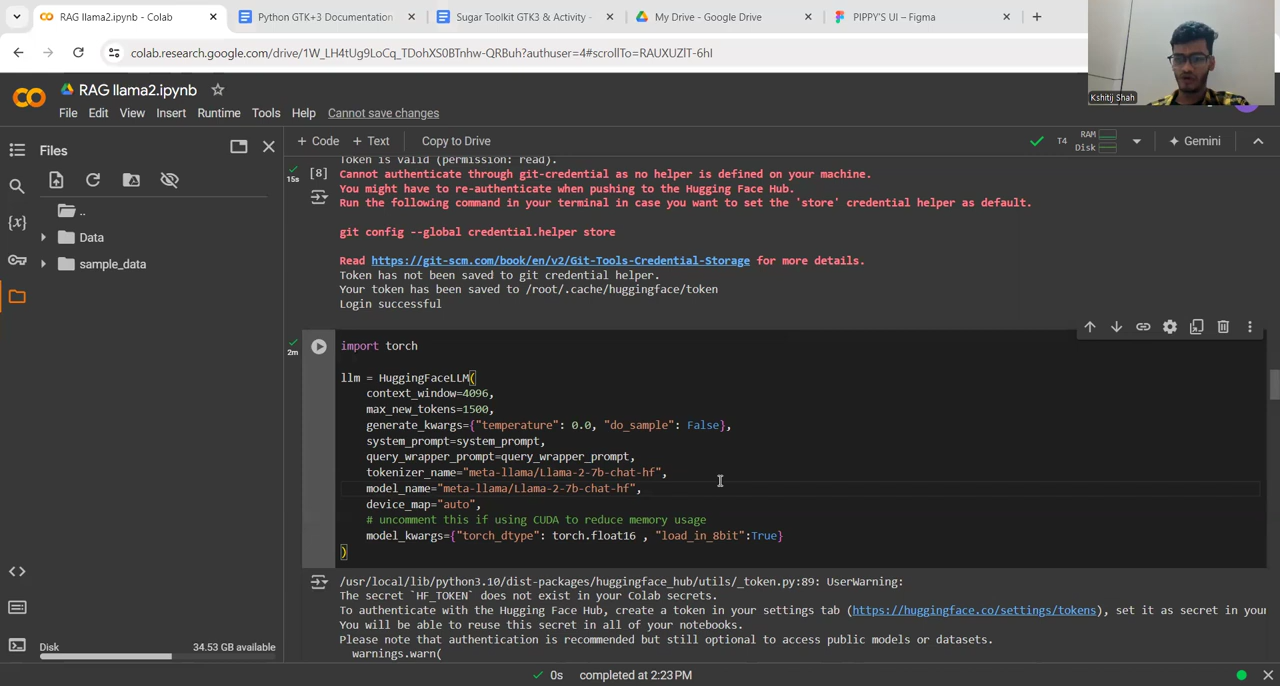 RAG llama2.ipynb - Colab
Python GTK+3 Documentation
Sugar Toolkit GTK3 & Activity -
My Drive - Google Drive
PIPPY'S UI – Figma
colab.research.google.com/drive/1W_LH4tUg9LoCq_TDohXS0BTnhw-QRBuh?authuser=4#scrollTo=RAUXUZIT-6hI
Kshitij Shah
RAG llama2.ipynb
File Edit View Insert Runtime Tools Help Cannot save changes
Files
+ Code + Text Copy to Drive
T4 RAM Disk
Gemini
..
Data
sample_data
Disk 34.53 GB available
Token is valid (permission: read).
15s [8] Cannot authenticate through git-credential as no helper is defined on your machine.
You might have to re-authenticate when pushing to the Hugging Face Hub.
Run the following command in your terminal in case you want to set the 'store' credential helper as default.
git config --global credential.helper store
Read https://git-scm.com/book/en/v2/Git-Tools-Credential-Storage for more details.
Token has not been saved to git credential helper.
Your token has been saved to /root/.cache/huggingface/token
Login successful
2m
import torch
llm = HuggingFaceLLM(
context_window=4096,
max_new_tokens=1500,
generate_kwargs={"temperature": 0.0, "do_sample": False},
system_prompt=system_prompt,
query_wrapper_prompt=query_wrapper_prompt,
tokenizer_name="meta-llama/Llama-2-7b-chat-hf",
model_name="meta-llama/Llama-2-7b-chat-hf",
device_map="auto",
# uncomment this if using CUDA to reduce memory usage
model_kwargs={"torch_dtype": torch.float16 , "load_in_8bit":True}
)
/usr/local/lib/python3.10/dist-packages/huggingface_hub/utils/_token.py:89: UserWarning:
The secret `HF_TOKEN` does not exist in your Colab secrets.
To authenticate with the Hugging Face Hub, create a token in your settings tab (https://huggingface.co/settings/tokens), set it as secret in your
You will be able to reuse this secret in all of your notebooks.
Please note that authentication is recommended but still optional to access public models or datasets.
warnings.warn(
0s completed at 2:23 PM